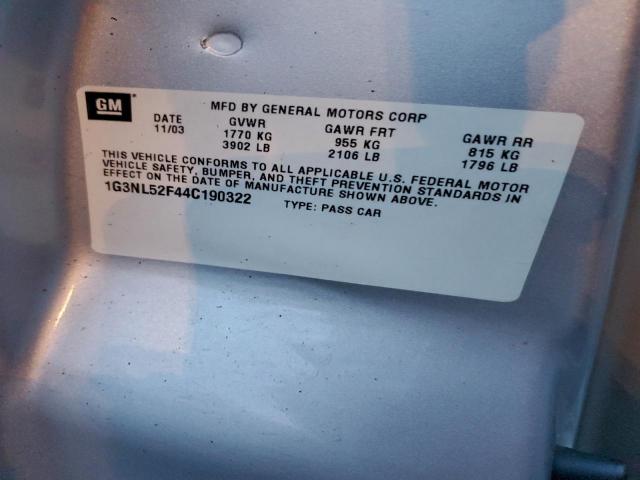 GM
MFD BY GENERAL MOTORS CORP
DATE GVWR GAWR FRT GAWR RR
11/03 1770 KG 955 KG 815 KG
3902 LB 2106 LB 1796 LB
THIS VEHICLE CONFORMS TO ALL APPLICABLE U.S. FEDERAL MOTOR
VEHICLE SAFETY, BUMPER, AND THEFT PREVENTION STANDARDS IN
EFFECT ON THE DATE OF MANUFACTURE SHOWN ABOVE.
1G3NL52F44C190322
TYPE: PASS CAR